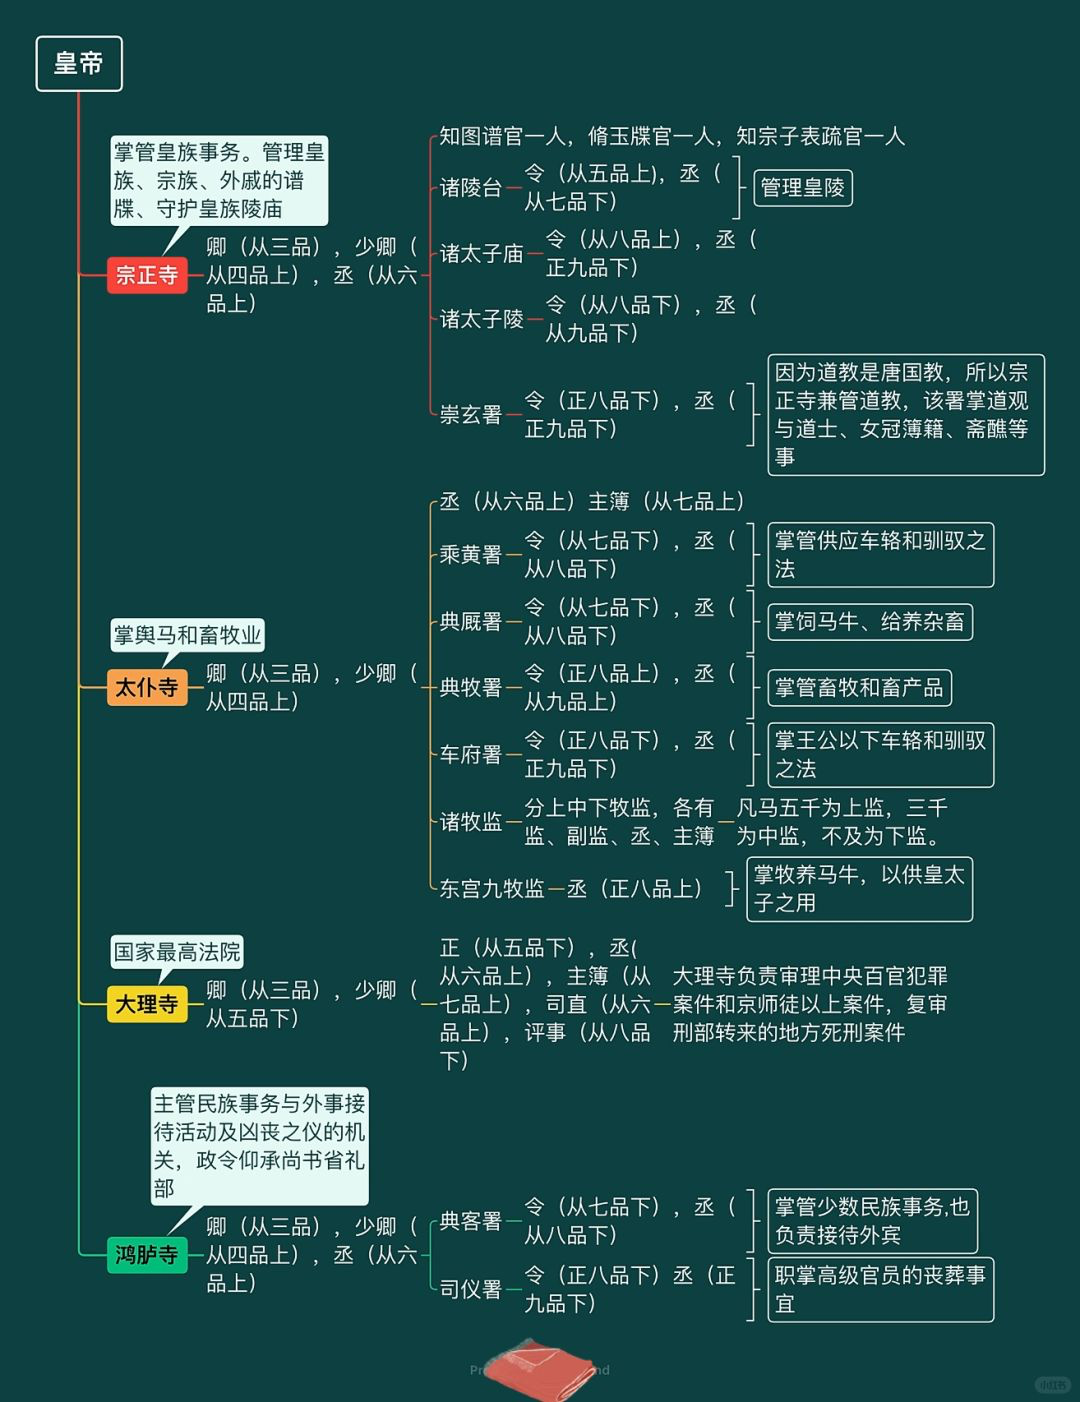 皇帝
掌管皇族事务。管理皇
族、宗族、外戚的谱
牒、守护皇族陵庙
宗正寺
卿（从三品），少卿（
从四品上），丞（从六
品上）
知图谱官一人，脩玉牒官一人，知宗子表疏官一人
诸陵台
令（从五品上)，丞（
从七品下）
管理皇陵
诸太子庙
令（从八品上），丞（
正九品下）
诸太子陵
令（从八品下），丞（
从九品下）
崇玄署
令（正八品下），丞（
正九品下）
因为道教是唐国教，所以宗
正寺兼管道教，该署掌道观
与道士、女冠簿籍、斋醮等
事
掌舆马和畜牧业
太仆寺
卿（从三品），少卿（
从四品上）
丞（从六品上）主簿（从七品上）
乘黄署
令（从七品下），丞（
从八品下）
掌管供应车辂和驯驭之
法
典厩署
令（从七品下），丞（
从八品下）
掌饲马牛、给养杂畜
典牧署
令（正八品上），丞（
从九品上）
掌管畜牧和畜产品
车府署
令（正八品下），丞（
正九品下）
掌王公以下车辂和驯驭
之法
诸牧监
分上中下牧监，各有
监、副监、丞、主簿
凡马五千为上监，三千
为中监，不及为下监。
东宫九牧监
丞（正八品上）
掌牧养马牛，以供皇太
子之用
国家最高法院
大理寺
卿（从三品），少卿（
从五品下）
正（从五品下），丞(
从六品上），主簿（从
七品上），司直（从六
品上），评事（从八品
下）
大理寺负责审理中央百官犯罪
案件和京师徒以上案件，复审
刑部转来的地方死刑案件
主管民族事务与外事接
待活动及凶丧之仪的机
关，政令仰承尚书省礼
部
鸿胪寺
卿（从三品），少卿（
从四品上），丞（从六
品上）
典客署
令（从七品下），丞（
从八品下）
掌管少数民族事务,也
负责接待外宾
司仪署
令（正八品下）丞（正
九品下）
职掌高级官员的丧葬事
宜
小红书